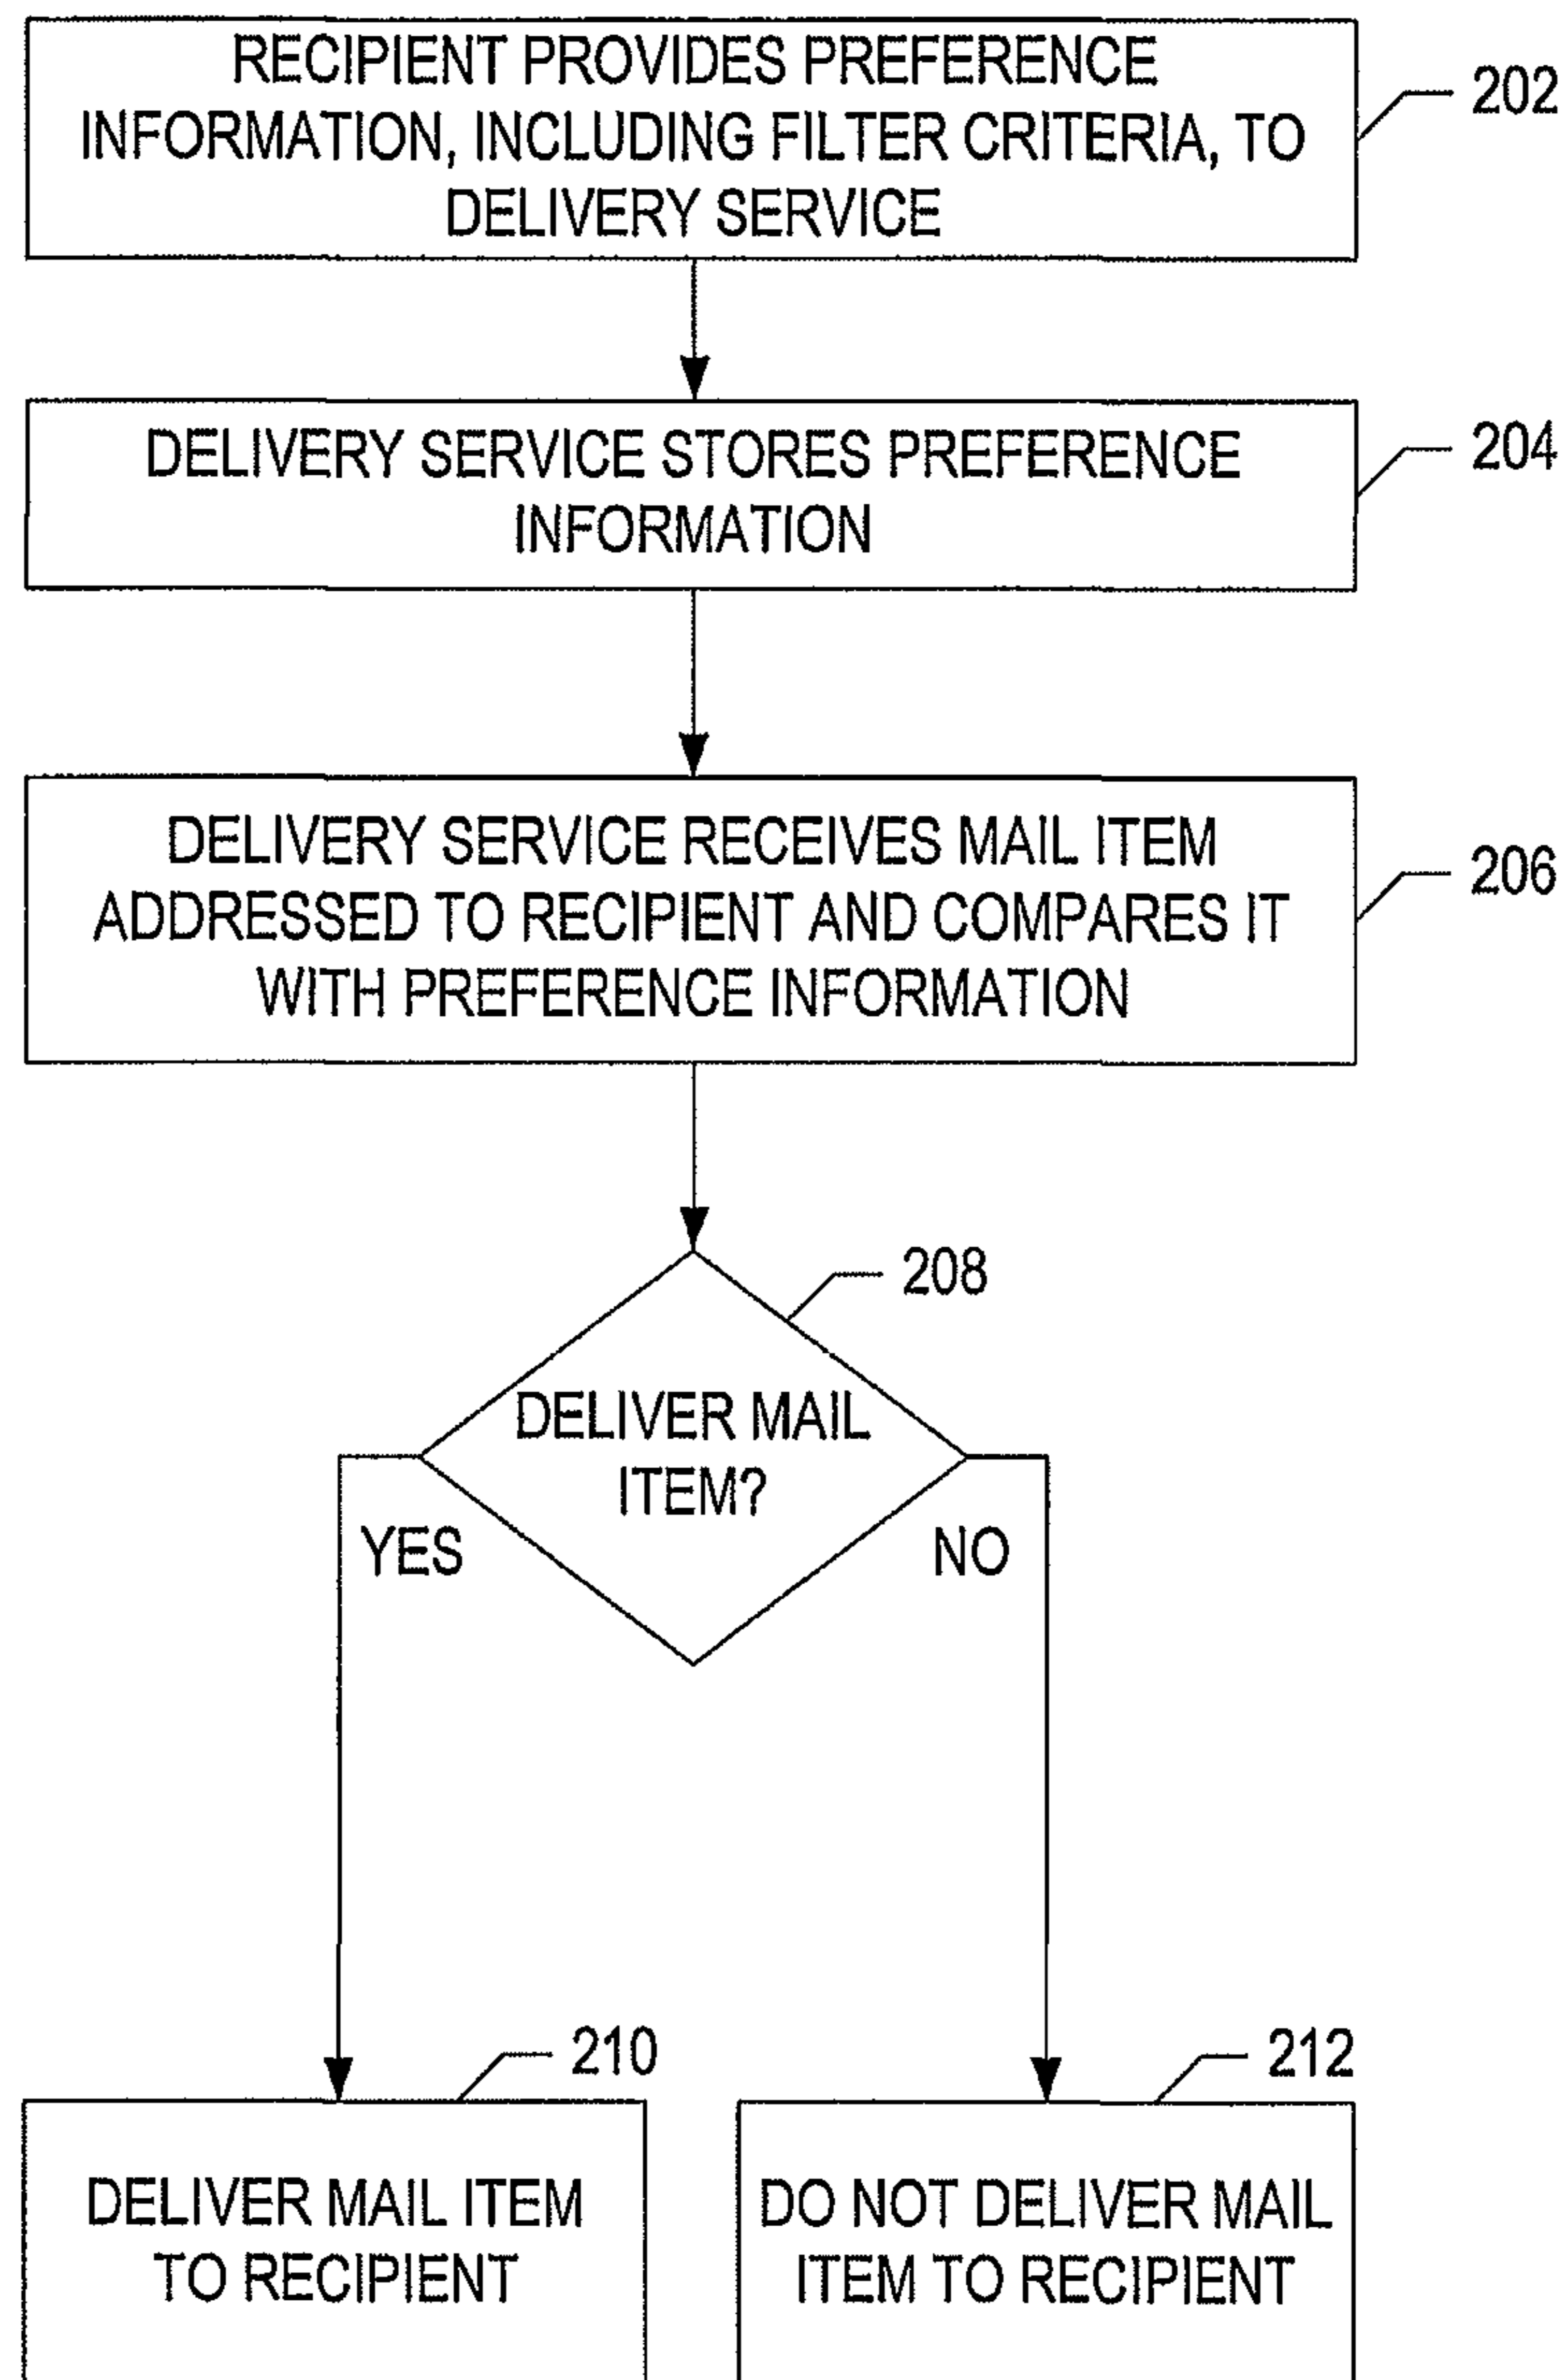 RECIPIENT PROVIDES PREFERENCE
INFORMATION, INCLUDING FILTER CRITERIA, TO
DELIVERY SERVICE
202
DELIVERY SERVICE STORES PREFERENCE
INFORMATION
204
DELIVERY SERVICE RECEIVES MAIL ITEM
ADDRESSED TO RECIPIENT AND COMPARES IT
WITH PREFERENCE INFORMATION
206
208
DELIVER MAIL
ITEM?
YES
NO
210
DELIVER MAIL ITEM
TO RECIPIENT
212
DO NOT DELIVER MAIL
ITEM TO RECIPIENT